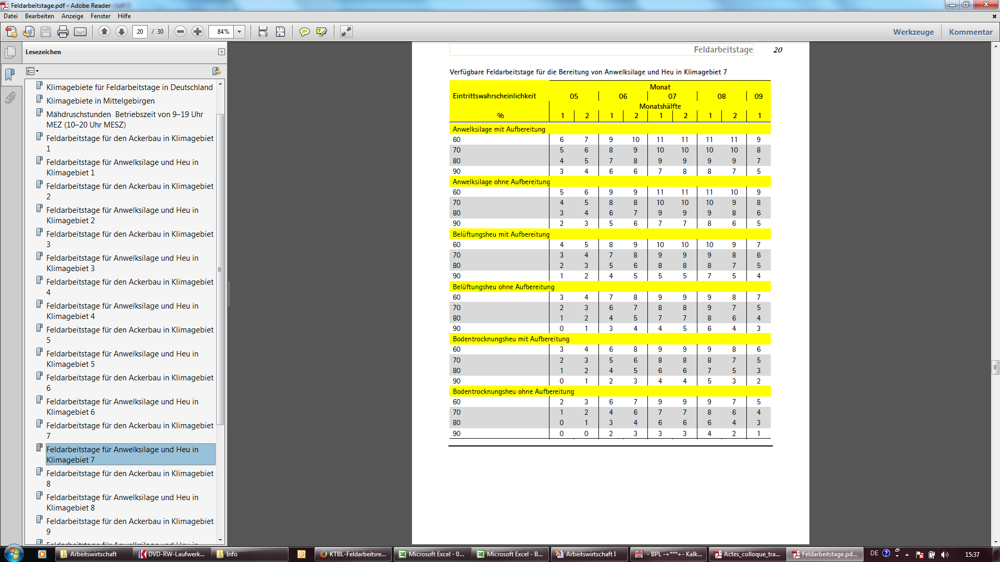 Feldarbeitstage.pdf - Adobe Reader
Datei Bearbeiten Anzeige Fenster Hilfe
20 / 30 84% Werkzeuge Kommentar
Lesezeichen
Klimagebiete für Feldarbeitstage in Deutschland
Klimagebiete in Mittelgebirgen
Mähdruschstunden Betriebszeit von 9–19 Uhr
MEZ (10–20 Uhr MESZ)
Feldarbeitstage für den Ackerbau in Klimagebiet
1
Feldarbeitstage für Anwelksilage und Heu in
Klimagebiet 1
Feldarbeitstage für den Ackerbau in Klimagebiet
2
Feldarbeitstage für Anwelksilage und Heu in
Klimagebiet 2
Feldarbeitstage für den Ackerbau in Klimagebiet
3
Feldarbeitstage für Anwelksilage und Heu in
Klimagebiet 3
Feldarbeitstage für den Ackerbau in Klimagebiet
4
Feldarbeitstage für Anwelksilage und Heu in
Klimagebiet 4
Feldarbeitstage für den Ackerbau in Klimagebiet
5
Feldarbeitstage für Anwelksilage und Heu in
Klimagebiet 5
Feldarbeitstage für den Ackerbau in Klimagebiet
6
Feldarbeitstage für Anwelksilage und Heu in
Klimagebiet 6
Feldarbeitstage für den Ackerbau in Klimagebiet
7
Feldarbeitstage für Anwelksilage und Heu in
Klimagebiet 7
Feldarbeitstage für den Ackerbau in Klimagebiet
8
Feldarbeitstage für Anwelksilage und Heu in
Klimagebiet 8
Feldarbeitstage für den Ackerbau in Klimagebiet
9
Feldarbeitstage 20
Verfügbare Feldarbeitstage für die Bereitung von Anwelksilage und Heu in Klimagebiet 7
Monat
Eintrittswahrscheinlichkeit 05 06 07 08 09
Monatshälfte
% 1 2 1 2 1 2 1 2 1
Anwelksilage mit Aufbereitung
60 6 7 9 10 11 11 11 11 9
70 5 6 8 9 10 10 10 10 8
80 4 5 7 8 9 9 9 9 7
90 3 4 6 6 7 8 8 7 5
Anwelksilage ohne Aufbereitung
60 5 6 9 9 11 11 11 10 9
70 4 5 8 8 10 10 10 9 8
80 3 4 6 7 9 9 9 8 6
90 2 3 5 6 7 7 8 6 5
Belüftungsheu mit Aufbereitung
60 4 5 8 9 10 10 10 9 7
70 3 4 7 8 9 9 9 8 6
80 2 3 5 6 8 8 8 7 5
90 1 2 4 5 5 5 7 5 4
Belüftungsheu ohne Aufbereitung
60 3 4 7 8 9 9 9 8 7
70 2 3 6 7 8 8 9 7 5
80 1 2 4 5 7 7 8 6 4
90 0 1 3 4 4 5 6 4 3
Bodentrocknungsheu mit Aufbereitung
60 3 4 6 8 9 9 9 8 6
70 2 3 5 6 8 8 8 7 5
80 1 2 4 5 6 6 7 5 3
90 0 1 2 3 4 4 5 3 2
Bodentrocknungsheu ohne Aufbereitung
60 2 3 6 7 9 9 9 7 5
70 1 2 4 6 7 7 8 6 4
80 0 1 3 4 6 6 6 4 3
90 0 0 2 3 3 3 4 2 1
Arbeitswirtschaft DVD-RW-Laufwerk... Info KTBL-Feldarbeitsre... Microsoft Excel - 0... Microsoft Excel - B... Arbeitswirtschaft I - BPL -+***+- Kalk... Actes_colloque_tra... Feldarbeitstage.pd... DE 15:37